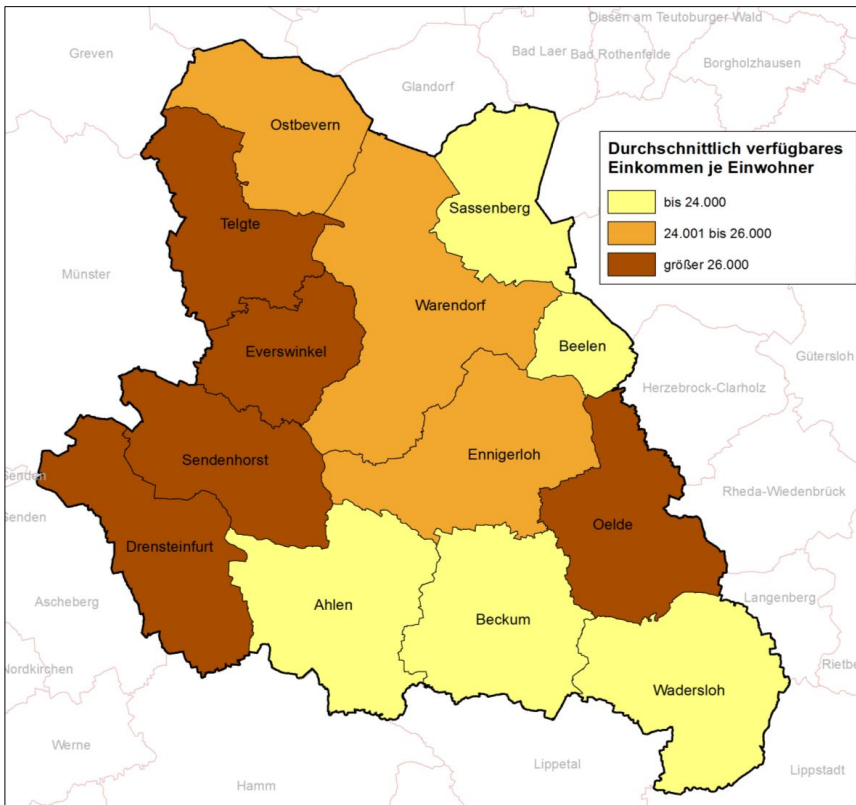 Dissen am Teutoburger Wald
Greven
Bad Laer
Bad Rothenfelde
Borgholzhausen
Glandorf
Ostbevern
Durchschnittlich verfügbares
Einkommen je Einwohner
bis 24.000
24.001 bis 26.000
größer 26.000
Sassenberg
Telgte
Münster
Warendorf
Everswinkel
Beelen
Gütersloh
Herzebrock-Clarholz
Sendenhorst
Ennigerloh
Senden
Rheda-Wiedenbrück
Senden
Oelde
Drensteinfurt
Ascheberg
Ahlen
Beckum
Langenberg
Nordkirchen
Rietbe
Wadersloh
Werne
Lippetal
Lippstadt
Hamm